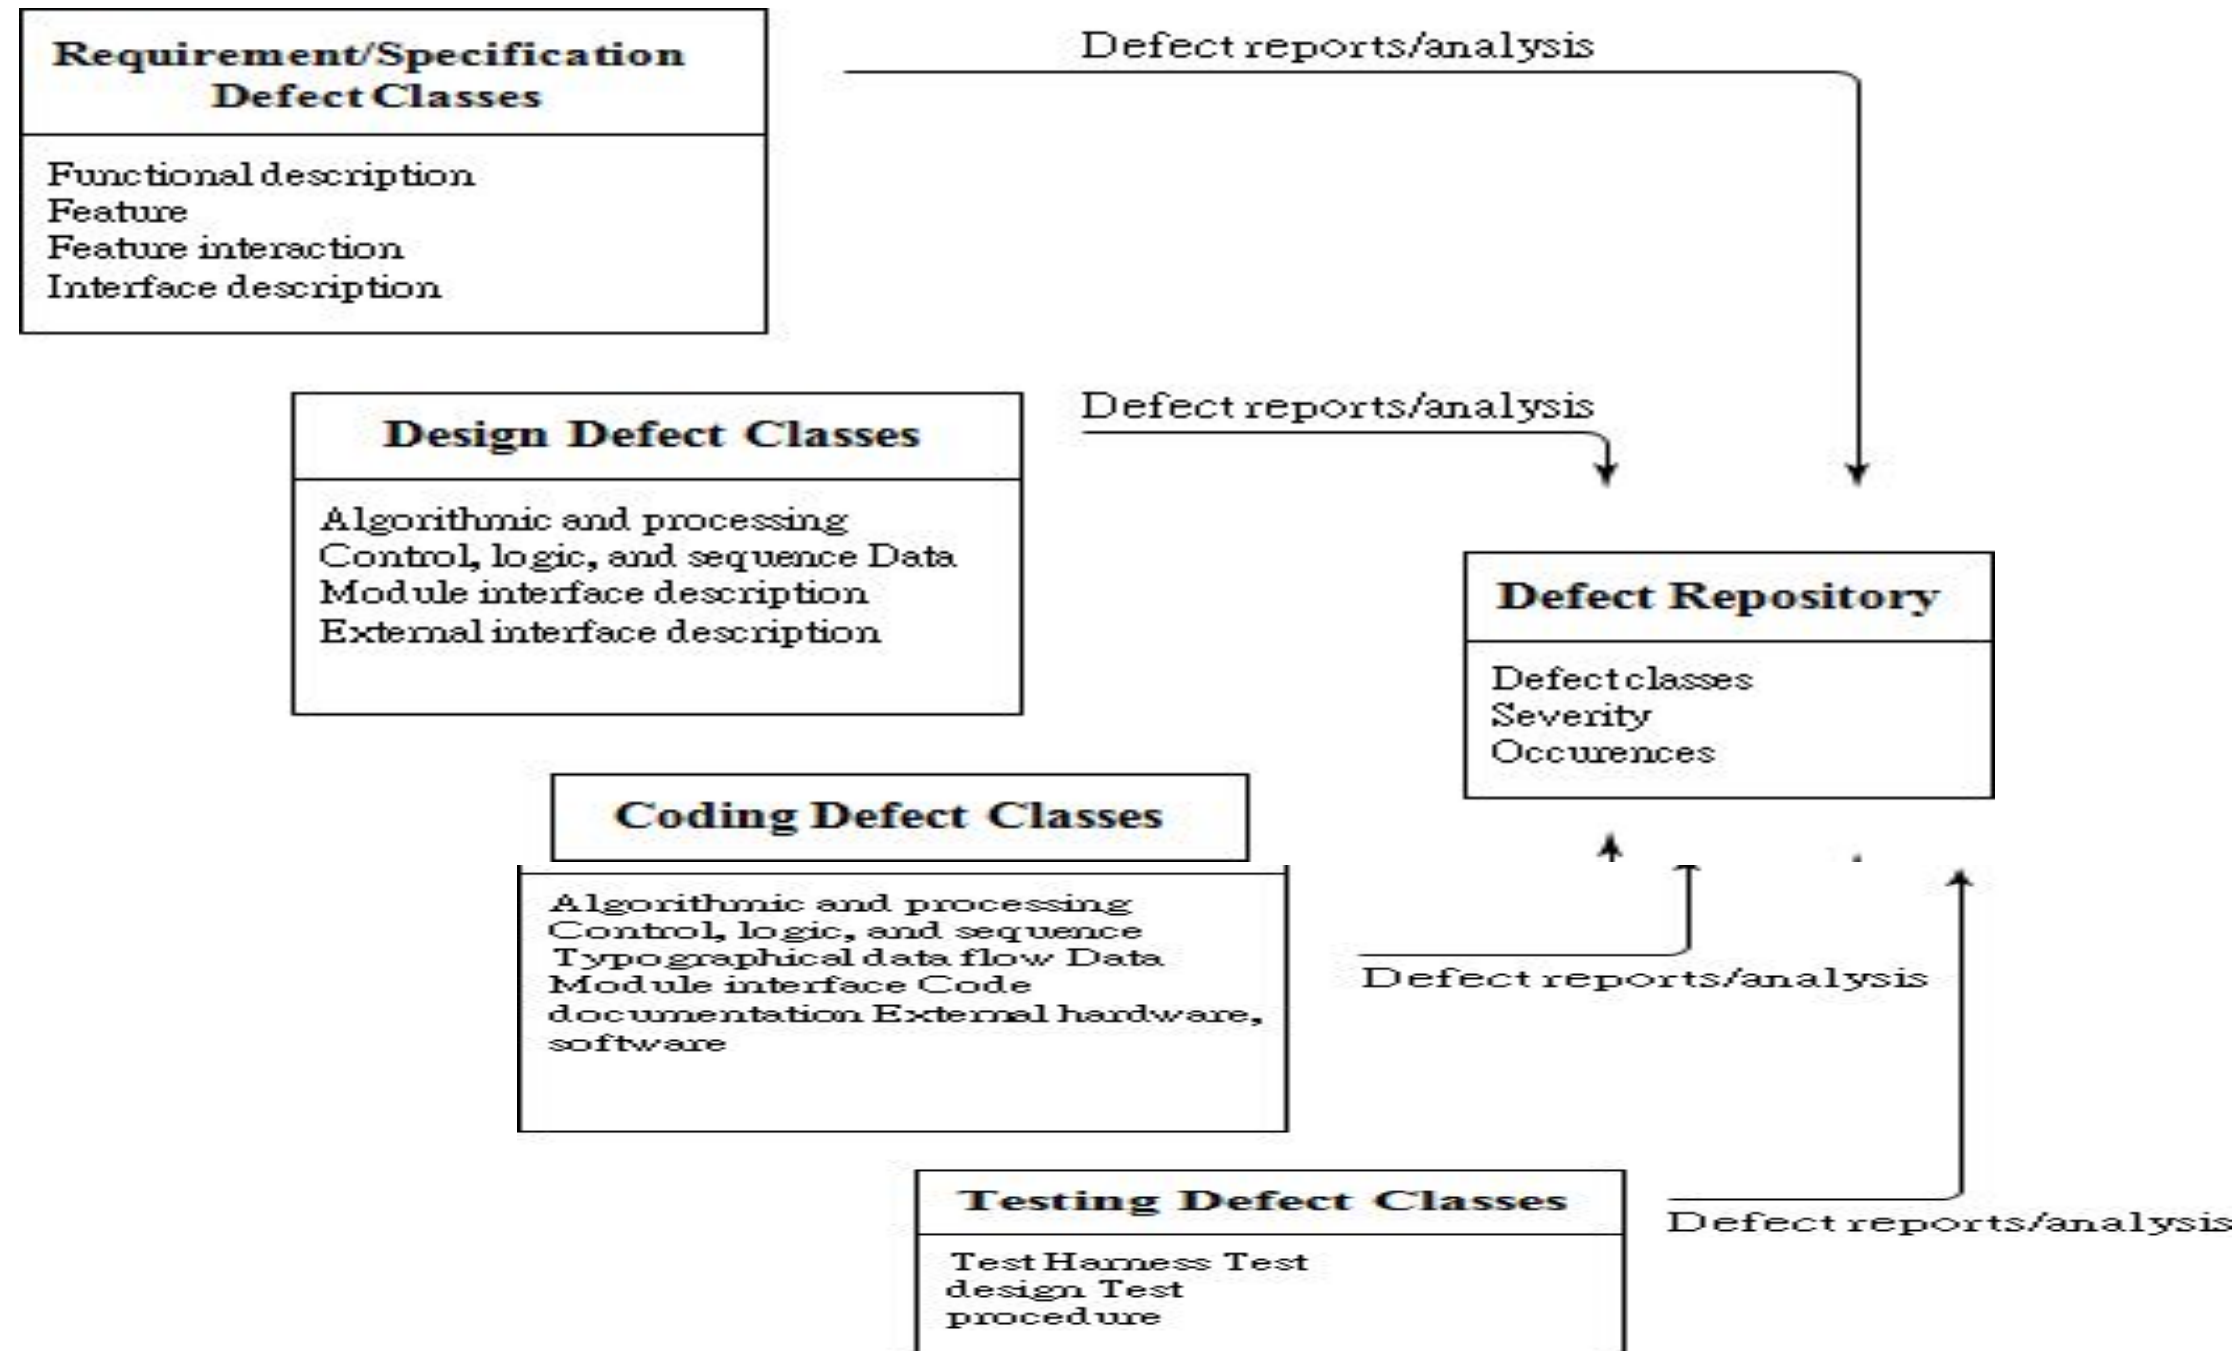 Requirement/Specification
Defect Classes
Functional description
Feature
Feature interaction
Interface description
Defect reports/analysis
Design Defect Classes
Algorithmic and processing
Control, logic, and sequence Data
Module interface description
External interface description
Defect reports/analysis
Defect Repository
Defect classes
Severity
Occurences
Coding Defect Classes
Algorithmic and processing
Control, logic, and sequence
Typographical data flow Data
Module interface Code
documentation External hardware,
software
Defect reports/analysis
Testing Defect Classes
Test Harness Test
design Test
procedure
Defect reports/analysis